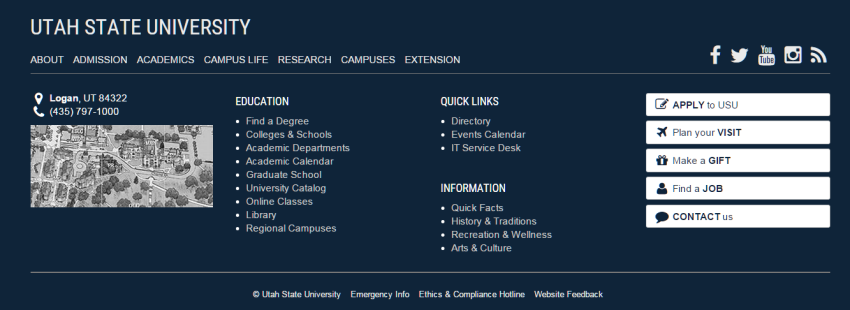 UTAH STATE UNIVERSITY
ABOUT ADMISSION ACADEMICS CAMPUS LIFE RESEARCH CAMPUSES EXTENSION
You
Tube
Logan, UT 84322
(435) 797-1000
EDUCATION
Find a Degree
Colleges & Schools
Academic Departments
Academic Calendar
Graduate School
University Catalog
Online Classes
Library
Regional Campuses
QUICK LINKS
Directory
Events Calendar
IT Service Desk
INFORMATION
Quick Facts
History & Traditions
Recreation & Wellness
Arts & Culture
APPLY to USU
Plan your VISIT
Make a GIFT
Find a JOB
CONTACT us
© Utah State University Emergency Info Ethics & Compliance Hotline Website Feedback